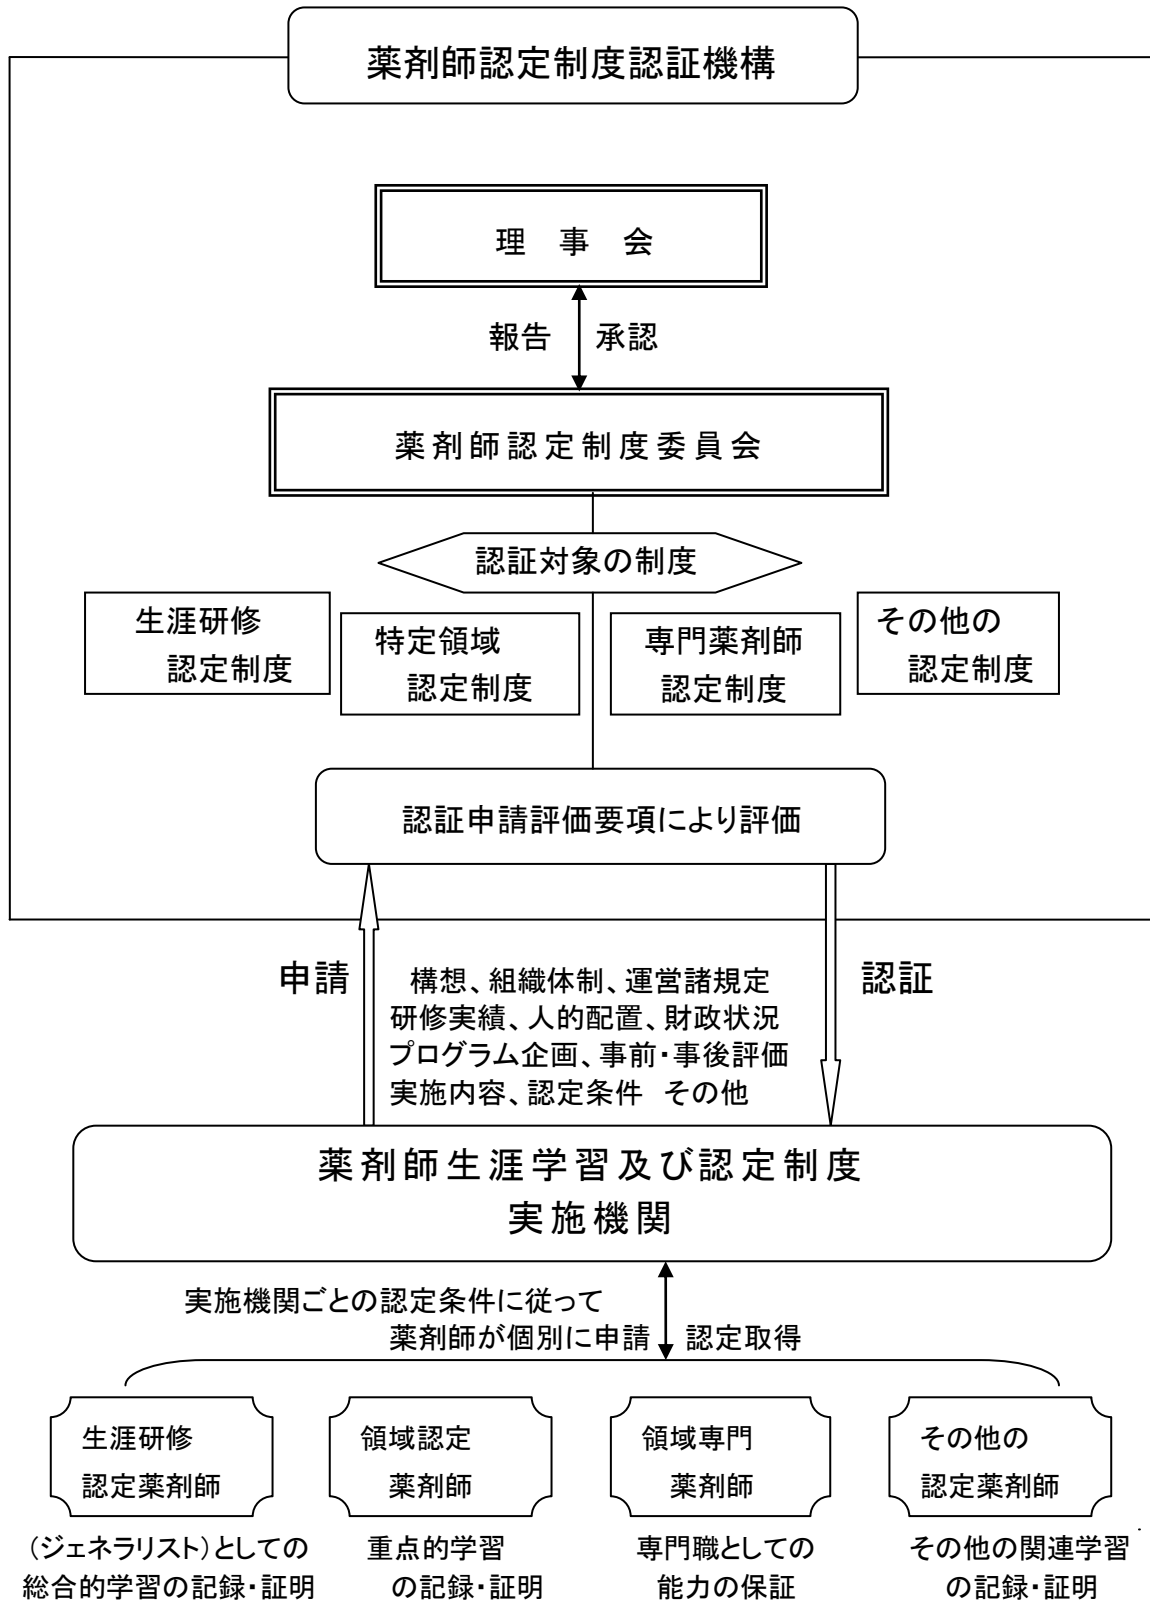 薬剤師認定制度認証機構
理　事　会
報告　承認
薬剤師認定制度委員会
認証対象の制度
生涯研修
認定制度
特定領域
認定制度
専門薬剤師
認定制度
その他の
認定制度
認証申請評価要項により評価
申請
構想、組織体制、運営諸規定
研修実績、人的配置、財政状況
プログラム企画、事前・事後評価
実施内容、認定条件　その他
認証
薬剤師生涯学習及び認定制度
実施機関
実施機関ごとの認定条件に従って
薬剤師が個別に申請　認定取得
生涯研修
認定薬剤師
領域認定
薬剤師
領域専門
薬剤師
その他の
認定薬剤師
(ジェネラリスト)としての
総合的学習の記録・証明
重点的学習
の記録・証明
専門職としての
能力の保証
その他の関連学習
の記録・証明